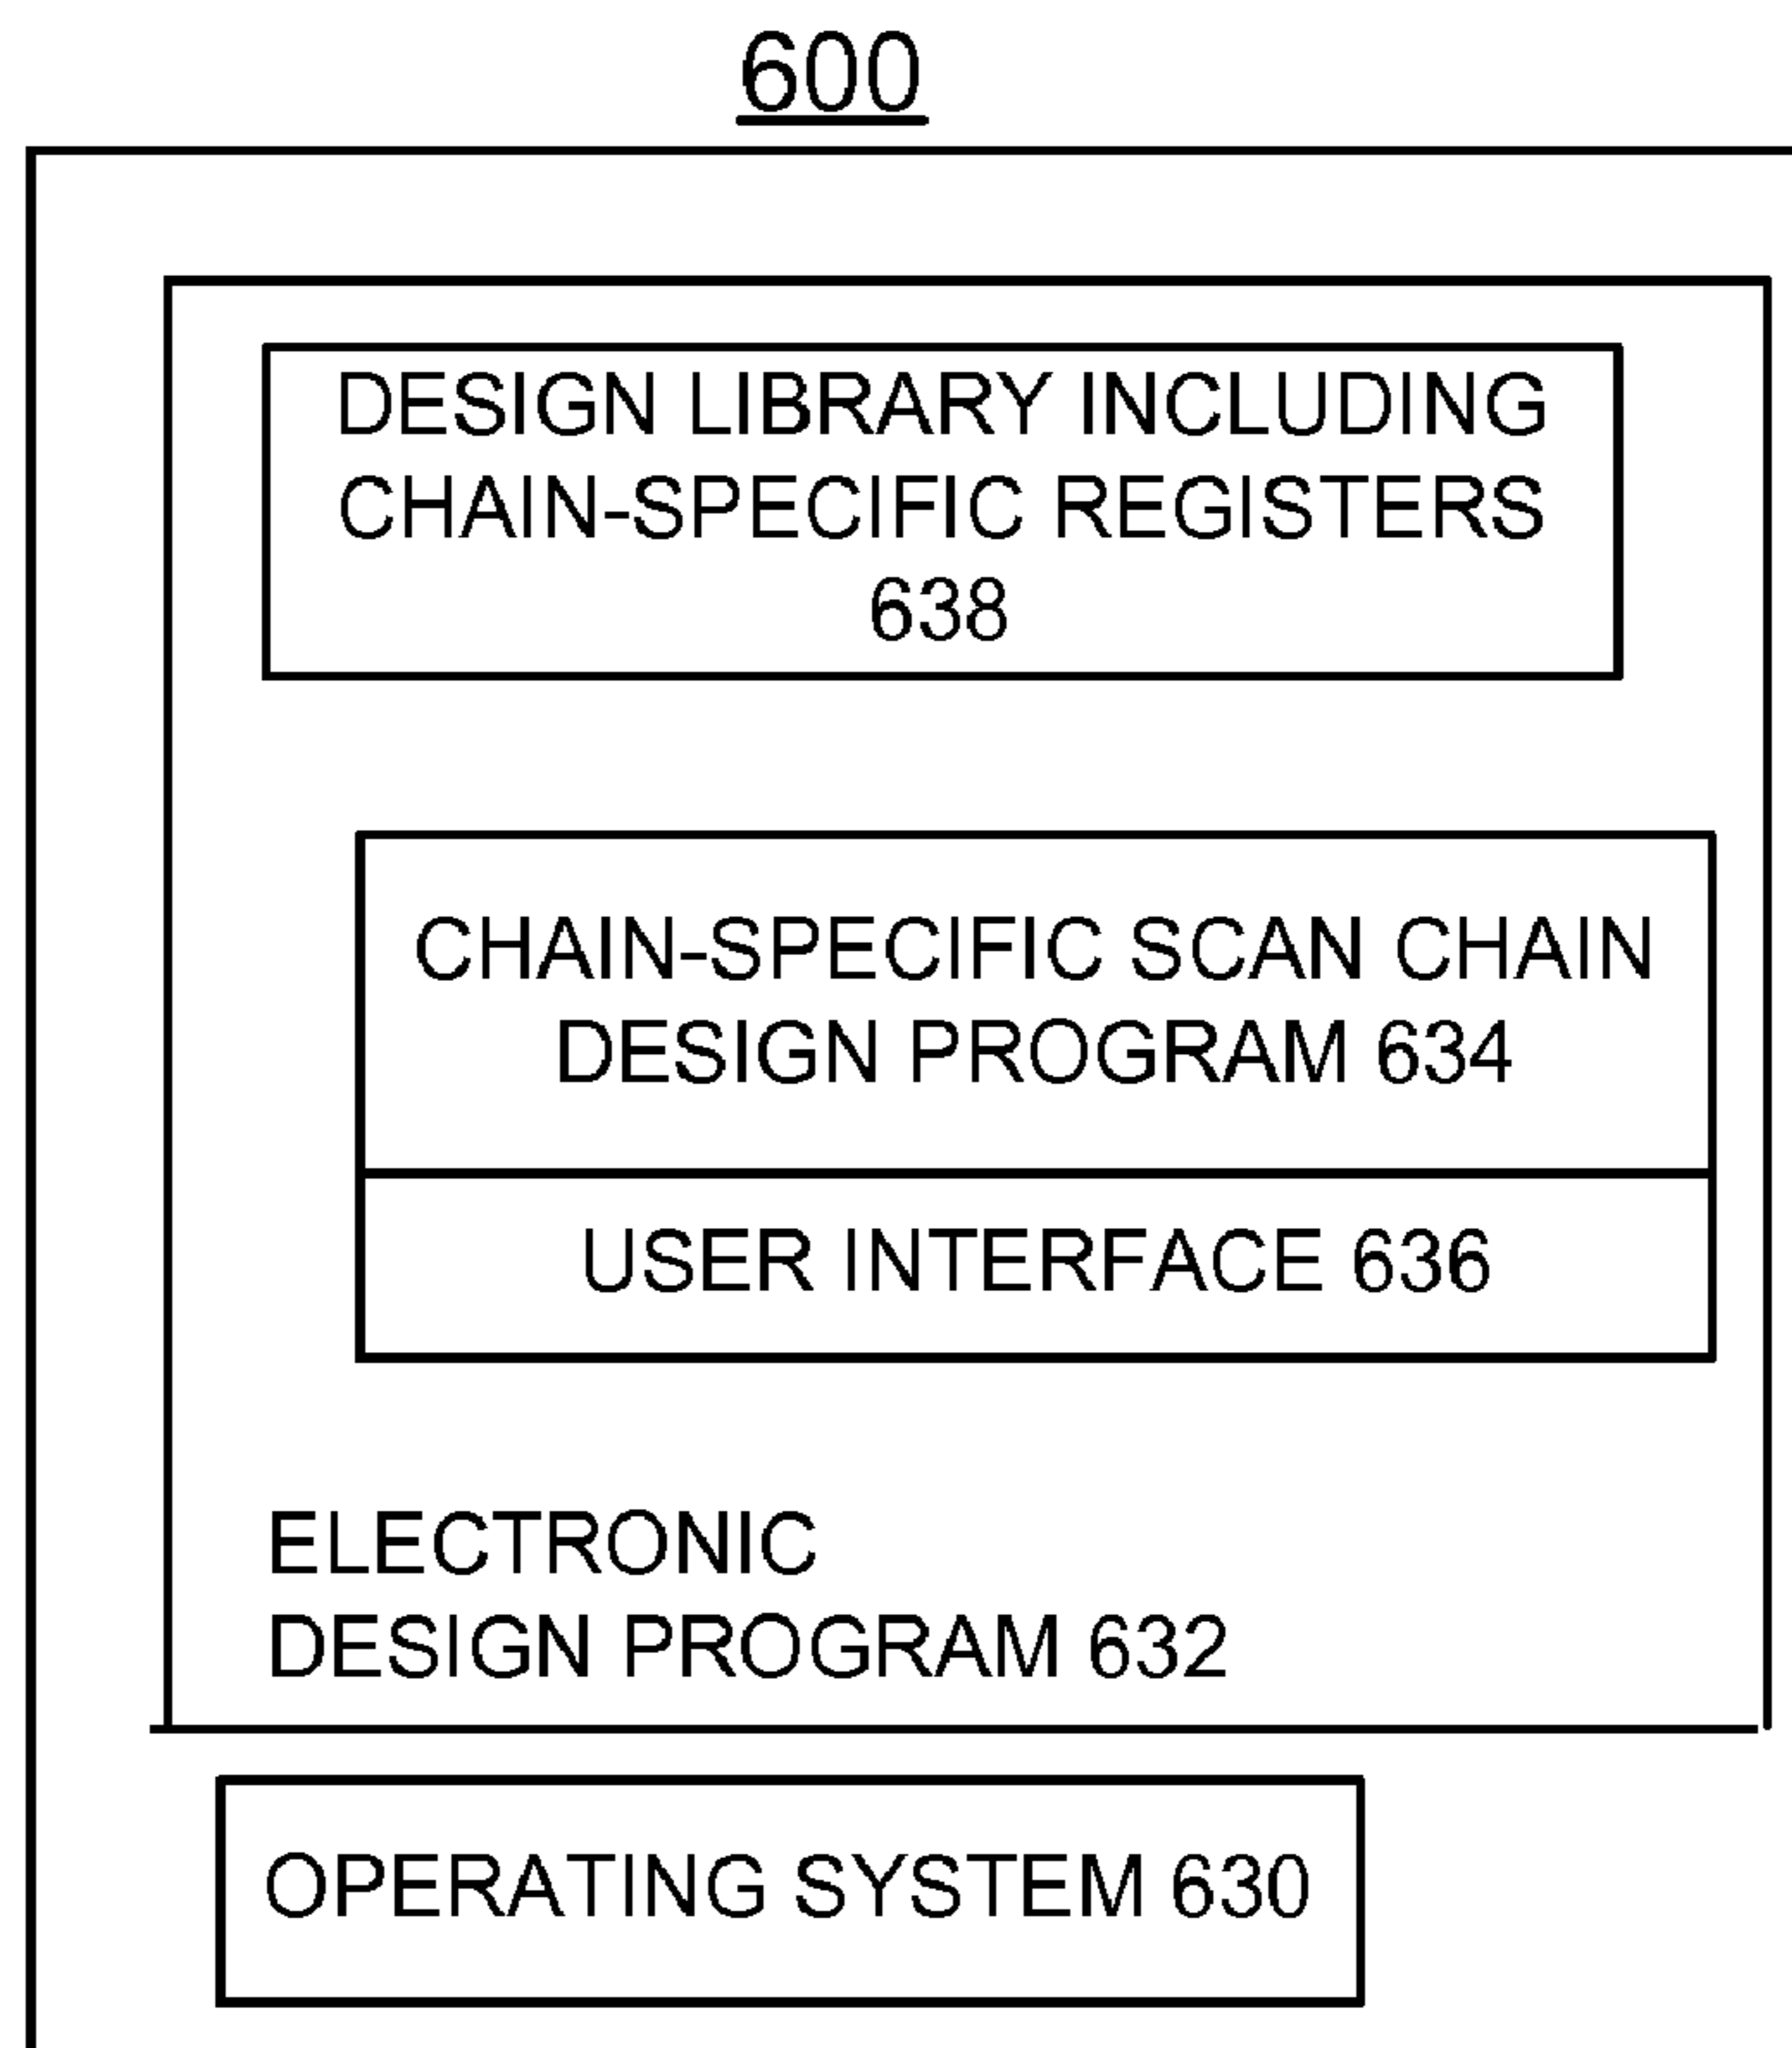 600
DESIGN LIBRARY INCLUDING
CHAIN-SPECIFIC REGISTERS
638
CHAIN-SPECIFIC SCAN CHAIN
DESIGN PROGRAM 634
USER INTERFACE 636
ELECTRONIC
DESIGN PROGRAM 632
OPERATING SYSTEM 630